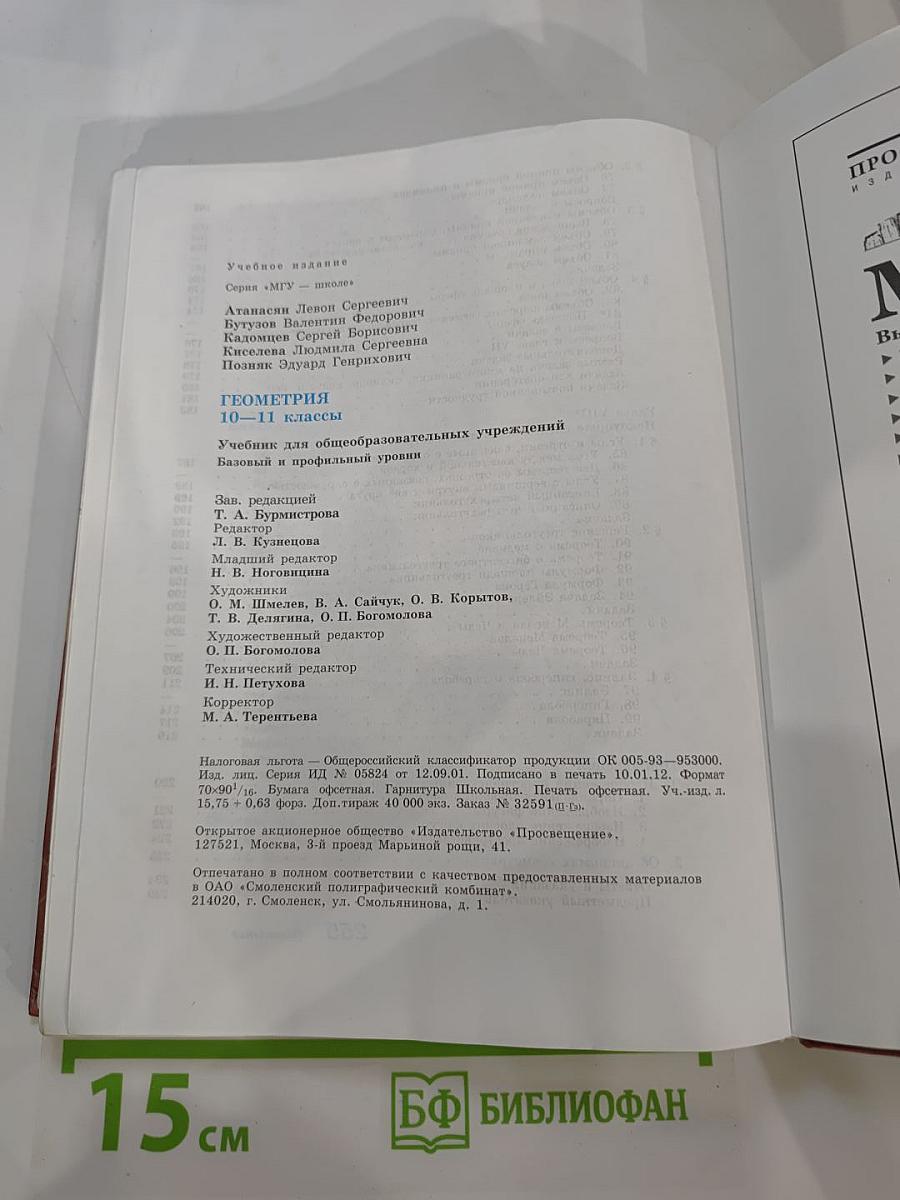 Учебное издание
Серия «МГУ — школе»
Атанасян Левон Сергеевич
Бутузов Валентин Федорович
Кадомцев Сергей Борисович
Киселева Людмила Сергеевна
Позняк Эдуард Генрихович
ГЕОМЕТРИЯ
10—11 классы
Учебник для общеобразовательных учреждений
Базовый и профильный уровни
Зав. редакцией
Т. А. Бурмистрова
Редактор
Л. В. Кузнецова
Младший редактор
Н. В. Ноговицина
Художники
О. М. Шмелев, В. А. Сайчук, О. В. Корытов,
Т. В. Делягина, О. П. Богомолова
Художественный редактор
О. П. Богомолова
Технический редактор
И. Н. Петухова
Корректор
М. А. Терентьева
Налоговая льгота — Общероссийский классификатор продукции ОК 005-93—953000.
Изд. лиц. Серия ИД № 05824 от 12.09.01. Подписано в печать 10.01.12. Формат
70×90¹/₁₆. Бумага офсетная. Гарнитура Школьная. Печать офсетная. Уч.-изд. л.
15,75 + 0,63 форз. Доп.тираж 40 000 экз. Заказ № 32591
Открытое акционерное общество «Издательство «Просвещение».
127521, Москва, 3-й проезд Марьиной рощи, 41.
Отпечатано в полном соответствии с качеством предоставленных материалов
в ОАО «Смоленский полиграфический комбинат».
214020, г. Смоленск, ул. Смольянинова, д. 1.
15 см
БФ БИБЛИОФАН